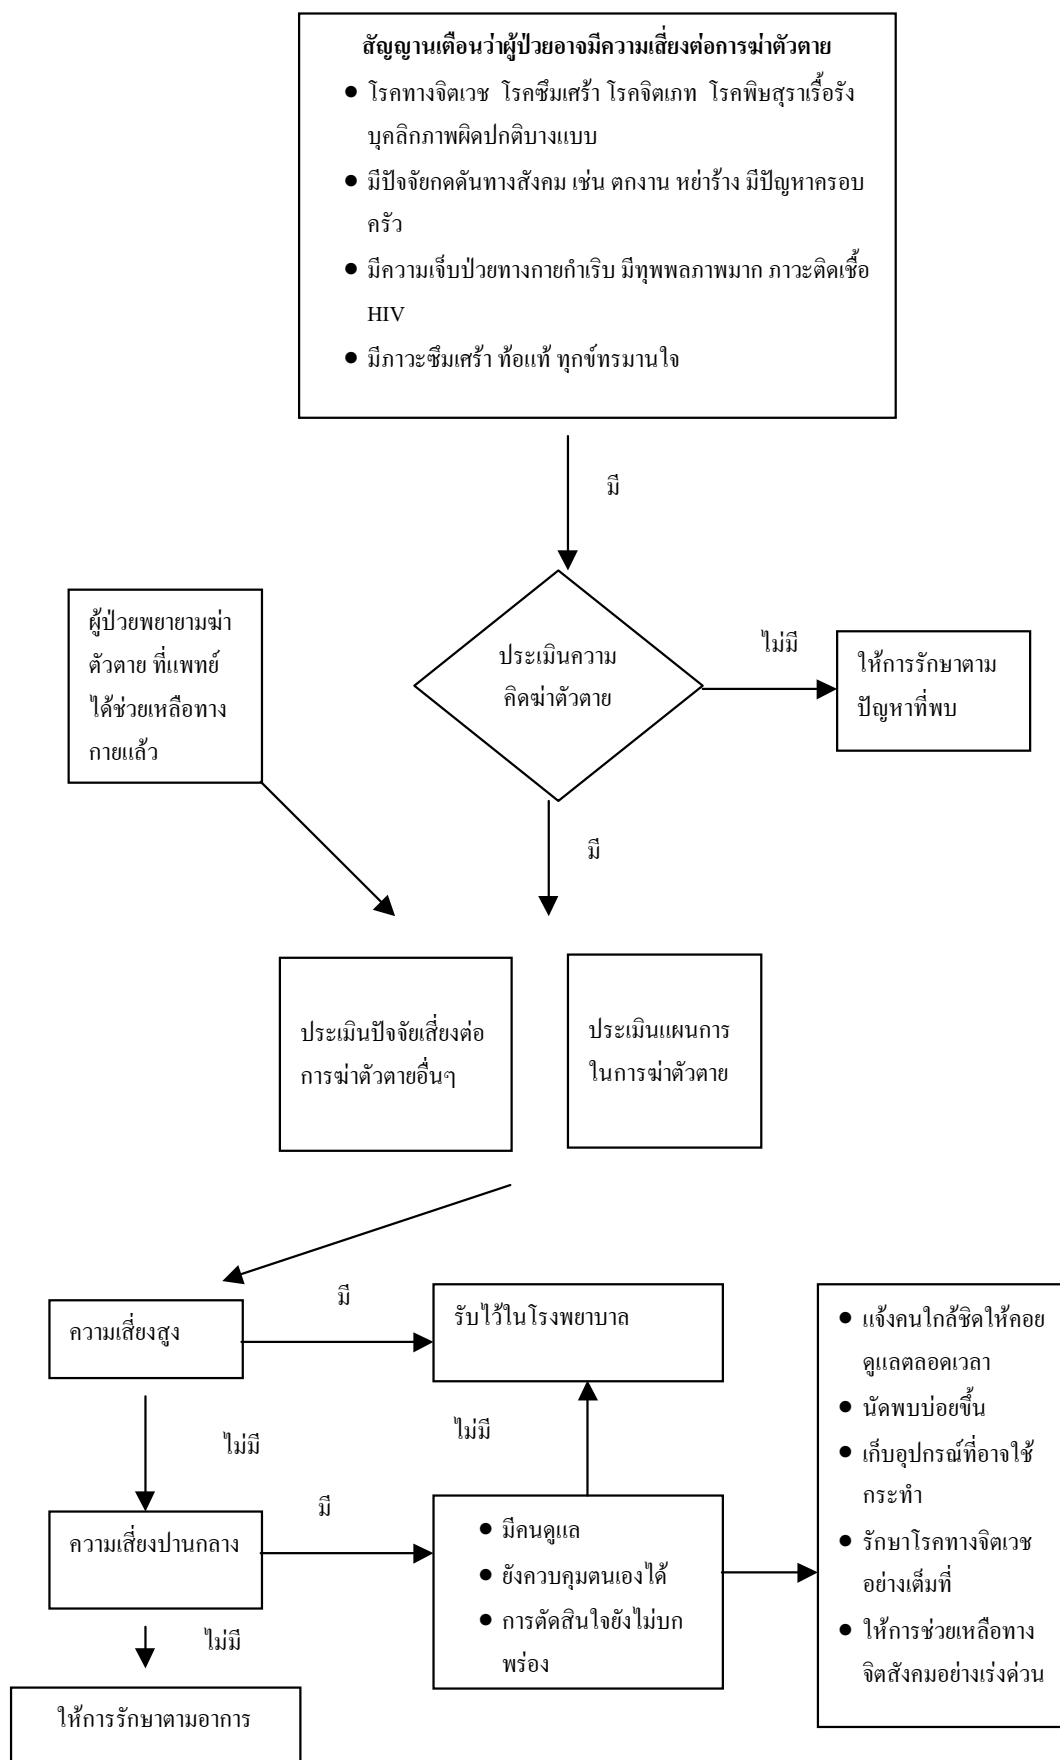 สัญญานเตือนว่าผู้ป่วยอาจมีความเสี่ยงต่อการฆ่าตัวตาย
● โรคทางจิตเวช โรคซึมเศร้า โรคจิตเภท โรคพิษสุราเรื้อรัง
บุคลิกภาพผิดปกติบางแบบ
● มีปัจจัยกดดันทางสังคม เช่น ตกงาน หย่าร้าง มีปัญหาครอบ
ครัว
● มีความเจ็บป่วยทางกายกำเริบ มีทุพพลภาพมาก ภาวะติดเชื้อ
HIV
● มีภาวะซึมเศร้า ท้อแท้ ทุกข์ทรมานใจ
มี
ผู้ป่วยพยายามฆ่า
ตัวตาย ที่แพทย์
ได้ช่วยเหลือทาง
กายแล้ว
ประเมินความ
คิดฆ่าตัวตาย
ไม่มี
ให้การรักษาตาม
ปัญหาที่พบ
มี
ประเมินปัจจัยเสี่ยงต่อ
การฆ่าตัวตายอื่นๆ
ประเมินแผนการ
ในการฆ่าตัวตาย
ความเสี่ยงสูง
มี
รับไว้ในโรงพยาบาล
ไม่มี
ไม่มี
ความเสี่ยงปานกลาง
มี
● มีคนดูแล
● ยังควบคุมตนเองได้
● การตัดสินใจยังไม่บก
พร่อง
● แจ้งคนใกล้ชิดให้คอย
ดูแลตลอดเวลา
● นัดพบบ่อยขึ้น
● เก็บอุปกรณ์ที่อาจใช้
กระทำ
● รักษาโรคทางจิตเวช
อย่างเต็มที่
● ให้การช่วยเหลือทาง
จิตสังคมอย่างเร่งด่วน
ไม่มี
ให้การรักษาตามอาการ